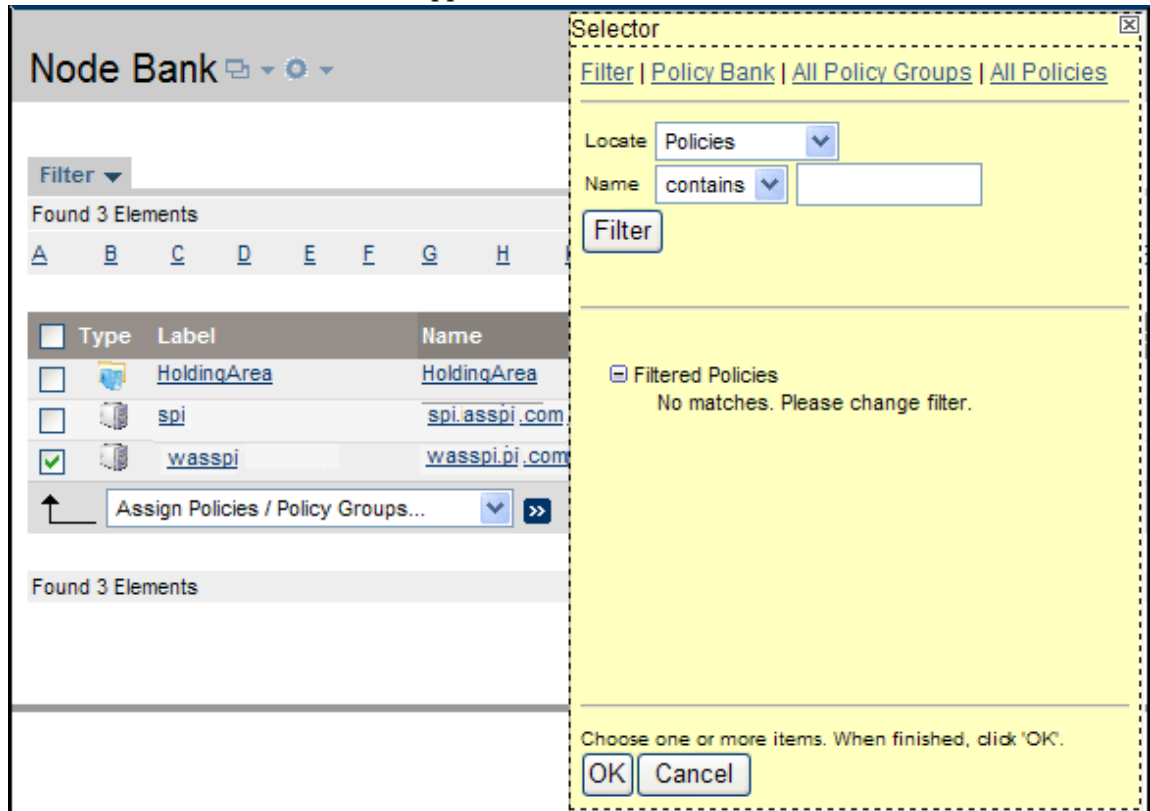 Node Bank
Filter
Found 3 Elements
A B C D E F G H
Type Label Name
HoldingArea HoldingArea
spi spi.asspi.com
wasspi wasspi.pi.com
Assign Policies / Policy Groups...
Found 3 Elements
Selector
Filter | Policy Bank | All Policy Groups | All Policies
Locate Policies
Name contains
Filter
Filtered Policies
No matches. Please change filter.
Choose one or more items. When finished, click 'OK'.
OK Cancel